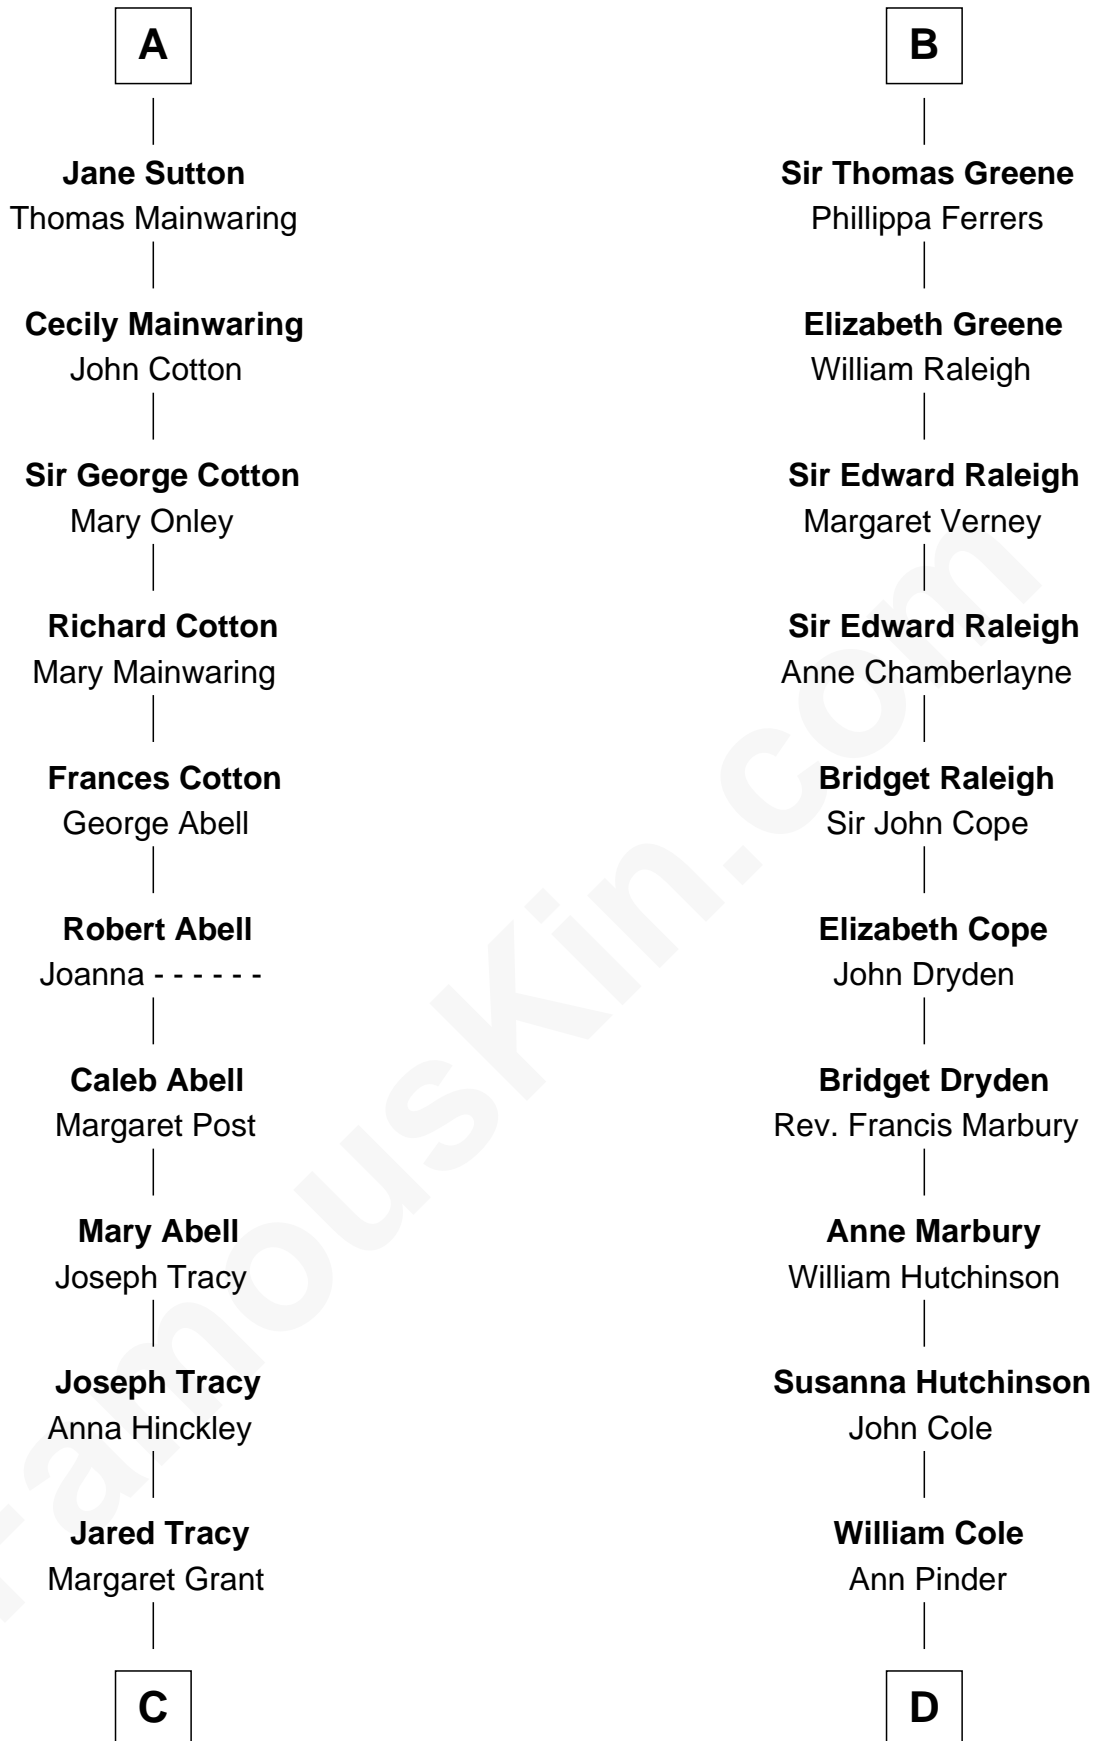 A
Jane Sutton
Thomas Mainwaring
Cecily Mainwaring
John Cotton
Sir George Cotton
Mary Onley
Richard Cotton
Mary Mainwaring
Frances Cotton
George Abell
Robert Abell
Joanna - - - - - -
Caleb Abell
Margaret Post
Mary Abell
Joseph Tracy
Joseph Tracy
Anna Hinckley
Jared Tracy
Margaret Grant
C
B
Sir Thomas Greene
Phillippa Ferrers
Elizabeth Greene
William Raleigh
Sir Edward Raleigh
Margaret Verney
Sir Edward Raleigh
Anne Chamberlayne
Bridget Raleigh
Sir John Cope
Elizabeth Cope
John Dryden
Bridget Dryden
Rev. Francis Marbury
Anne Marbury
William Hutchinson
Susanna Hutchinson
John Cole
William Cole
Ann Pinder
D
FamousKin.com